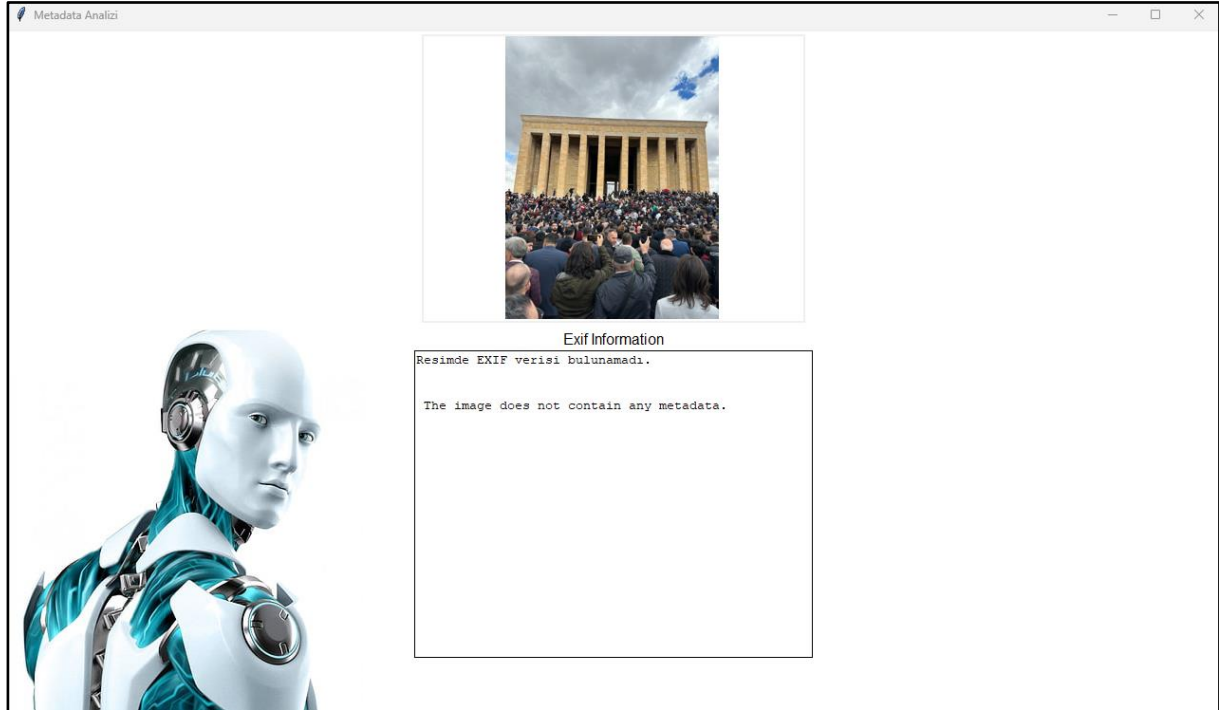 Metadata Analizi
Exif Information
Resimde EXIF verisi bulunamadı.
The image does not contain any metadata.